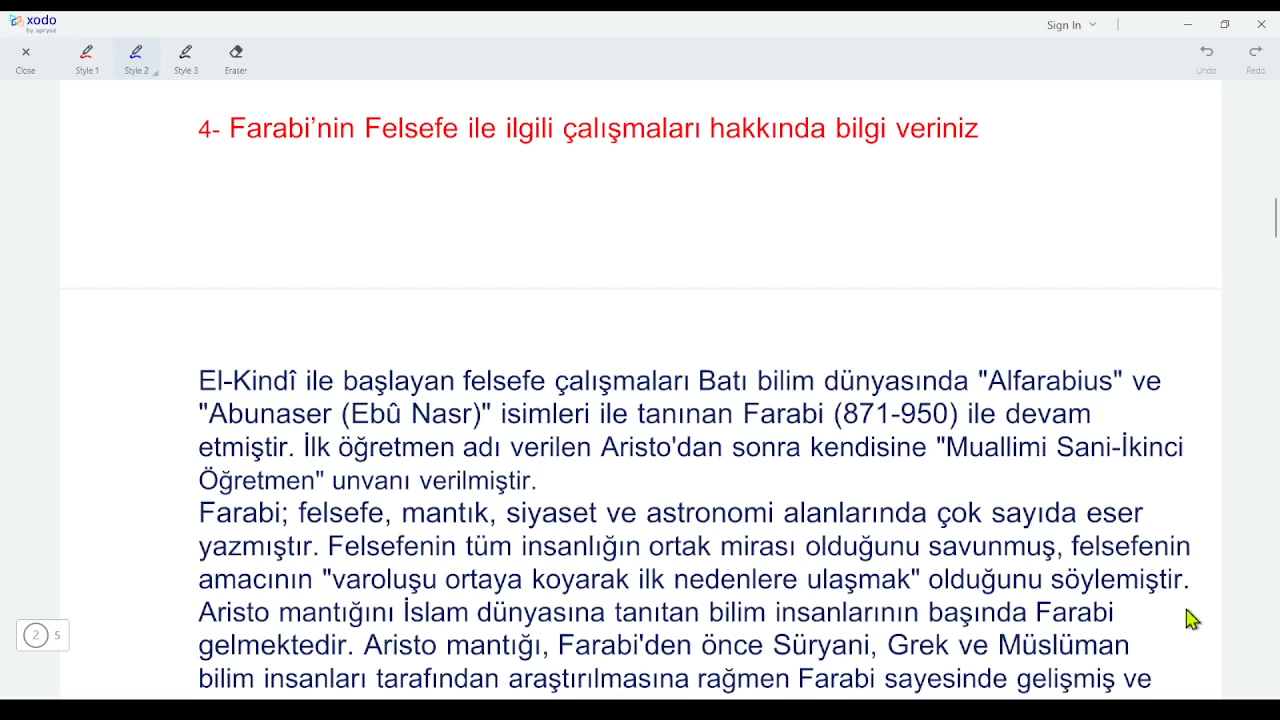 xodo
by apryse
Sign In
Close
Style 1
Style 2
Style 3
Eraser
Undo
Redo
4- Farabi’nin Felsefe ile ilgili çalışmaları hakkında bilgi veriniz
El-Kindî ile başlayan felsefe çalışmaları Batı bilim dünyasında "Alfarabius" ve
"Abunaser (Ebû Nasr)" isimleri ile tanınan Farabi (871-950) ile devam
etmiştir. İlk öğretmen adı verilen Aristo'dan sonra kendisine "Muallimi Sani-İkinci
Öğretmen" unvanı verilmiştir.
Farabi; felsefe, mantık, siyaset ve astronomi alanlarında çok sayıda eser
yazmıştır. Felsefenin tüm insanlığın ortak mirası olduğunu savunmuş, felsefenin
amacının "varoluşu ortaya koyarak ilk nedenlere ulaşmak" olduğunu söylemiştir.
Aristo mantığını İslam dünyasına tanıtan bilim insanlarının başında Farabi
gelmektedir. Aristo mantığı, Farabi'den önce Süryani, Grek ve Müslüman
bilim insanları tarafından araştırılmasına rağmen Farabi sayesinde gelişmiş ve
2 5